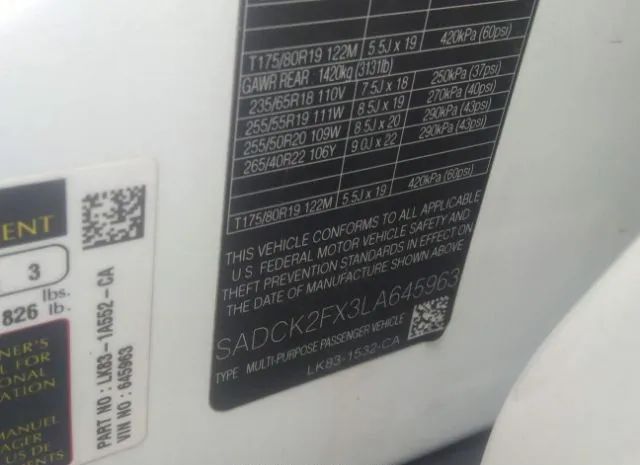 T175/80R19 122M 5.5J x 19 420kPa (60psi)
GAWR REAR : 1420kg (3131lb)
235/65R18 110V 7.5J x 18 250kPa (37psi)
255/55R19 111W 8.5J x 19 270kPa (40psi)
255/50R20 109W 8.5J x 20 290kPa (43psi)
265/40R22 106Y 9.0J x 22 290kPa (43psi)
T175/80R19 122M 5.5J x 19 420kPa (60psi)
THIS VEHICLE CONFORMS TO ALL APPLICABLE
U.S. FEDERAL MOTOR VEHICLE SAFETY AND
THEFT PREVENTION STANDARDS IN EFFECT ON
THE DATE OF MANUFACTURE SHOWN ABOVE
SADCK2FX3LA645963
TYPE MULTI-PURPOSE PASSENGER VEHICLE
LK83-1532-CA
3
826 lbs.
lb.
FOR
MANUEL
US DE
PART NO : LK83-1A552-CA
VIN NO : 645963